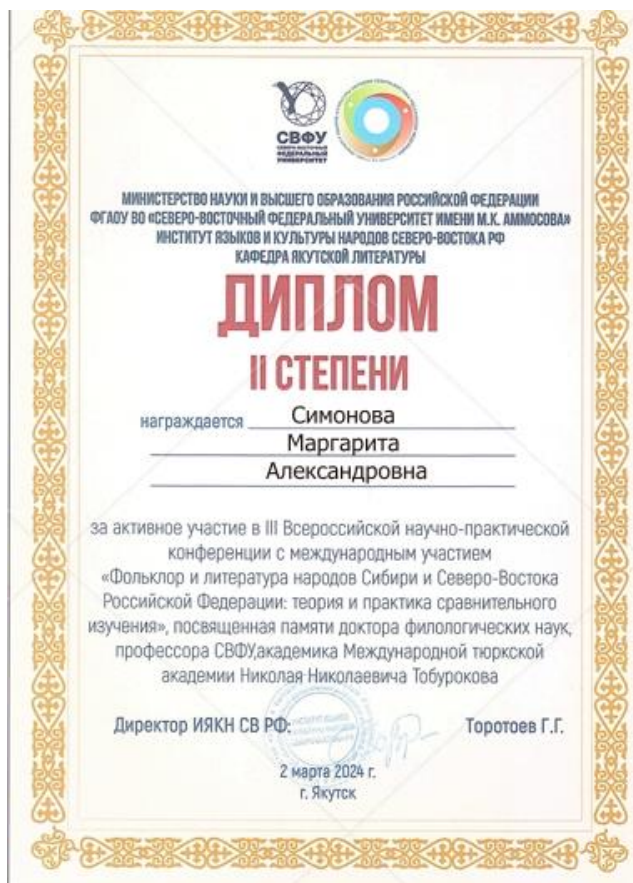 СВФУ
СЕВЕРО-ВОСТОЧНЫЙ
ФЕДЕРАЛЬНЫЙ
УНИВЕРСИТЕТ
МИНИСТЕРСТВО НАУКИ И ВЫСШЕГО ОБРАЗОВАНИЯ РОССИЙСКОЙ ФЕДЕРАЦИИ
ФГАОУ ВО «СЕВЕРО-ВОСТОЧНЫЙ ФЕДЕРАЛЬНЫЙ УНИВЕРСИТЕТ ИМЕНИ М.К. АММОСОВА»
ИНСТИТУТ ЯЗЫКОВ И КУЛЬТУРЫ НАРОДОВ СЕВЕРО-ВОСТОКА РФ
КАФЕДРА ЯКУТСКОЙ ЛИТЕРАТУРЫ
ДИПЛОМ
II СТЕПЕНИ
награждается Симонова
Маргарита
Александровна
за активное участие в III Всероссийской научно-практической
конференции с международным участием
«Фольклор и литература народов Сибири и Северо-Востока
Российской Федерации: теория и практика сравнительного
изучения», посвященная памяти доктора филологических наук,
профессора СВФУ,академика Международной тюркской
академии Николая Николаевича Тобурокова
Директор ИЯКН СВ РФ: Торотоев Г.Г.
2 марта 2024 г.
г. Якутск